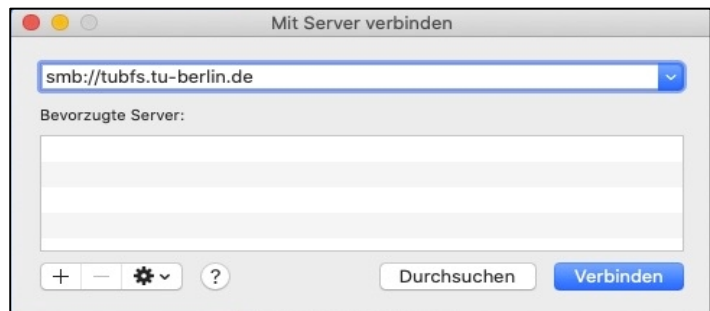 Mit Server verbinden
smb://tubfs.tu-berlin.de
Bevorzugte Server:
+ − ? Durchsuchen Verbinden